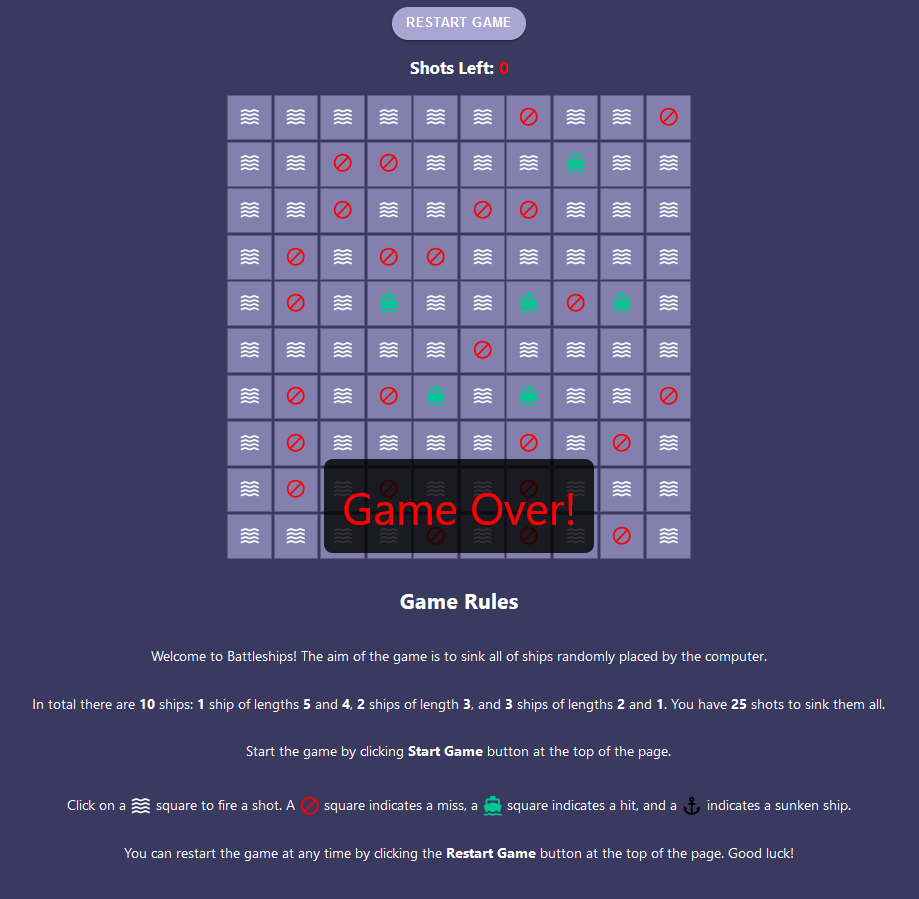 RESTART GAME
Shots Left: 0
Game Over!
Game Rules
Welcome to Battleships! The aim of the game is to sink all of ships randomly placed by the computer.
In total there are 10 ships: 1 ship of lengths 5 and 4, 2 ships of length 3, and 3 ships of lengths 2 and 1. You have 25 shots to sink them all.
Start the game by clicking Start Game button at the top of the page.
Click on a square to fire a shot. A square indicates a miss, a square indicates a hit, and a indicates a sunken ship.
You can restart the game at any time by clicking the Restart Game button at the top of the page. Good luck!